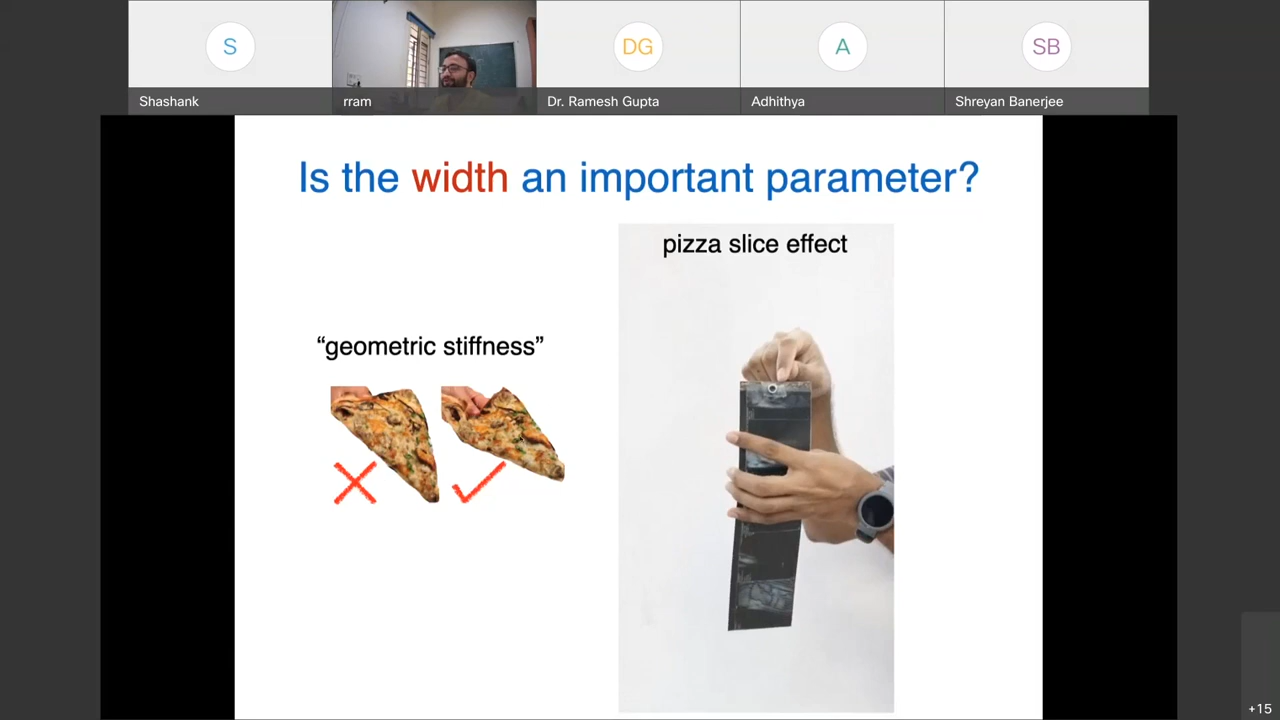 S
DG
A
SB
Shashank
rram
Dr. Ramesh Gupta
Adhithya
Shreyan Banerjee
Is the width an important parameter?
pizza slice effect
“geometric stiffness”
+15